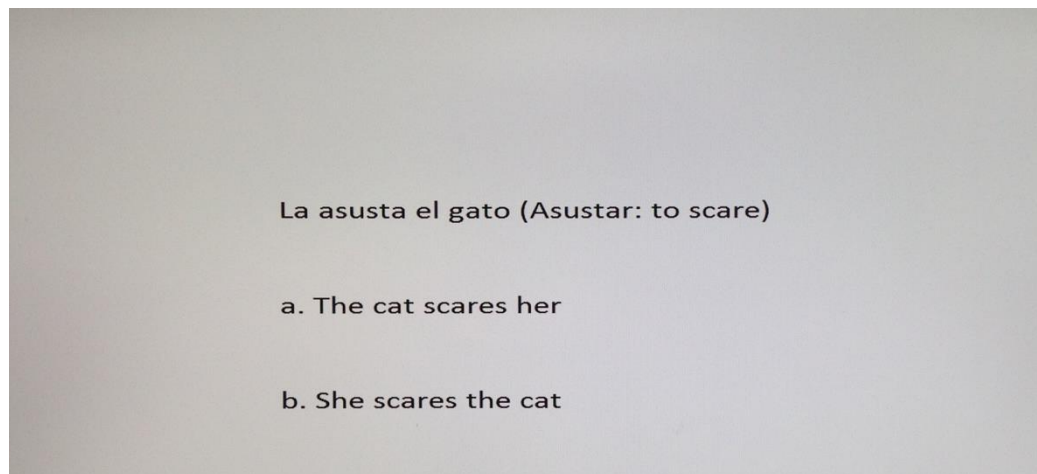 La asusta el gato (Asustar: to scare)
a. The cat scares her
b. She scares the cat